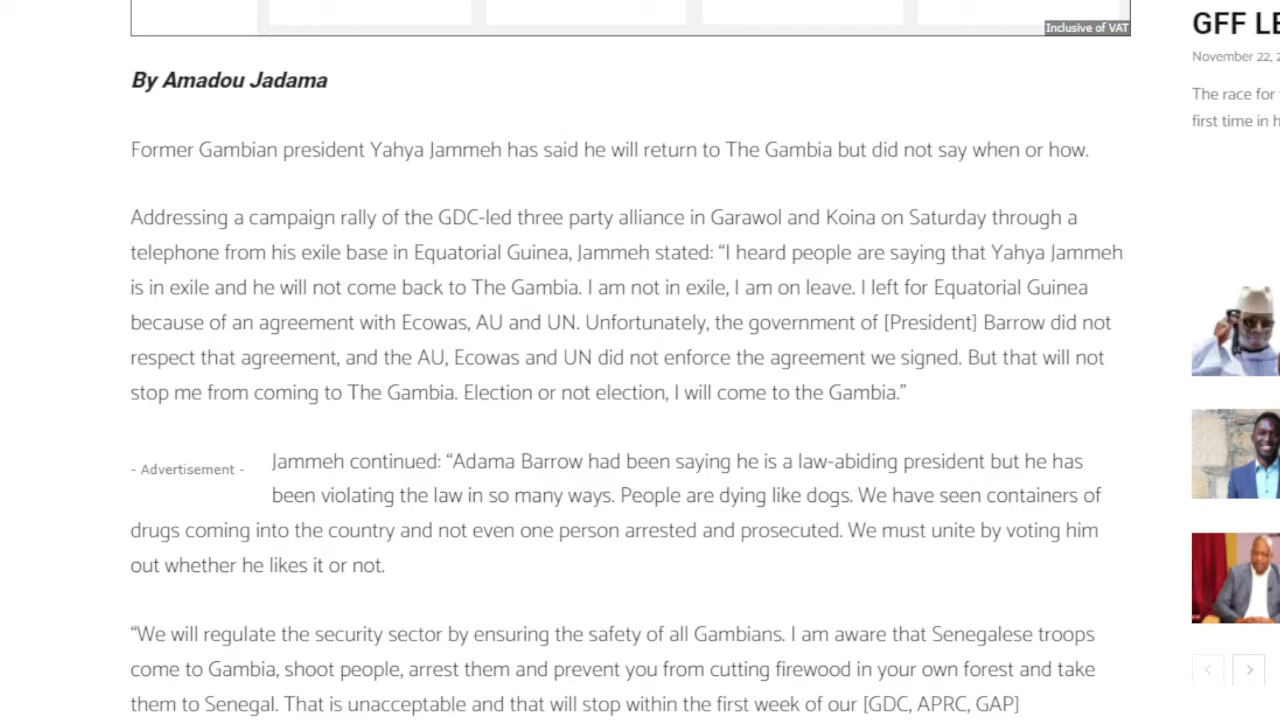 Inclusive of VAT
By Amadou Jadama
Former Gambian president Yahya Jammeh has said he will return to The Gambia but did not say when or how.
Addressing a campaign rally of the GDC-led three party alliance in Garawol and Koina on Saturday through a
telephone from his exile base in Equatorial Guinea, Jammeh stated: “I heard people are saying that Yahya Jammeh
is in exile and he will not come back to The Gambia. I am not in exile, I am on leave. I left for Equatorial Guinea
because of an agreement with Ecowas, AU and UN. Unfortunately, the government of [President] Barrow did not
respect that agreement, and the AU, Ecowas and UN did not enforce the agreement we signed. But that will not
stop me from coming to The Gambia. Election or not election, I will come to the Gambia.”
- Advertisement -
Jammeh continued: “Adama Barrow had been saying he is a law-abiding president but he has
been violating the law in so many ways. People are dying like dogs. We have seen containers of
drugs coming into the country and not even one person arrested and prosecuted. We must unite by voting him
out whether he likes it or not.
“We will regulate the security sector by ensuring the safety of all Gambians. I am aware that Senegalese troops
come to Gambia, shoot people, arrest them and prevent you from cutting firewood in your own forest and take
them to Senegal. That is unacceptable and that will stop within the first week of our [GDC, APRC, GAP]
GFF LE
November 22, 2
The race for
first time in h